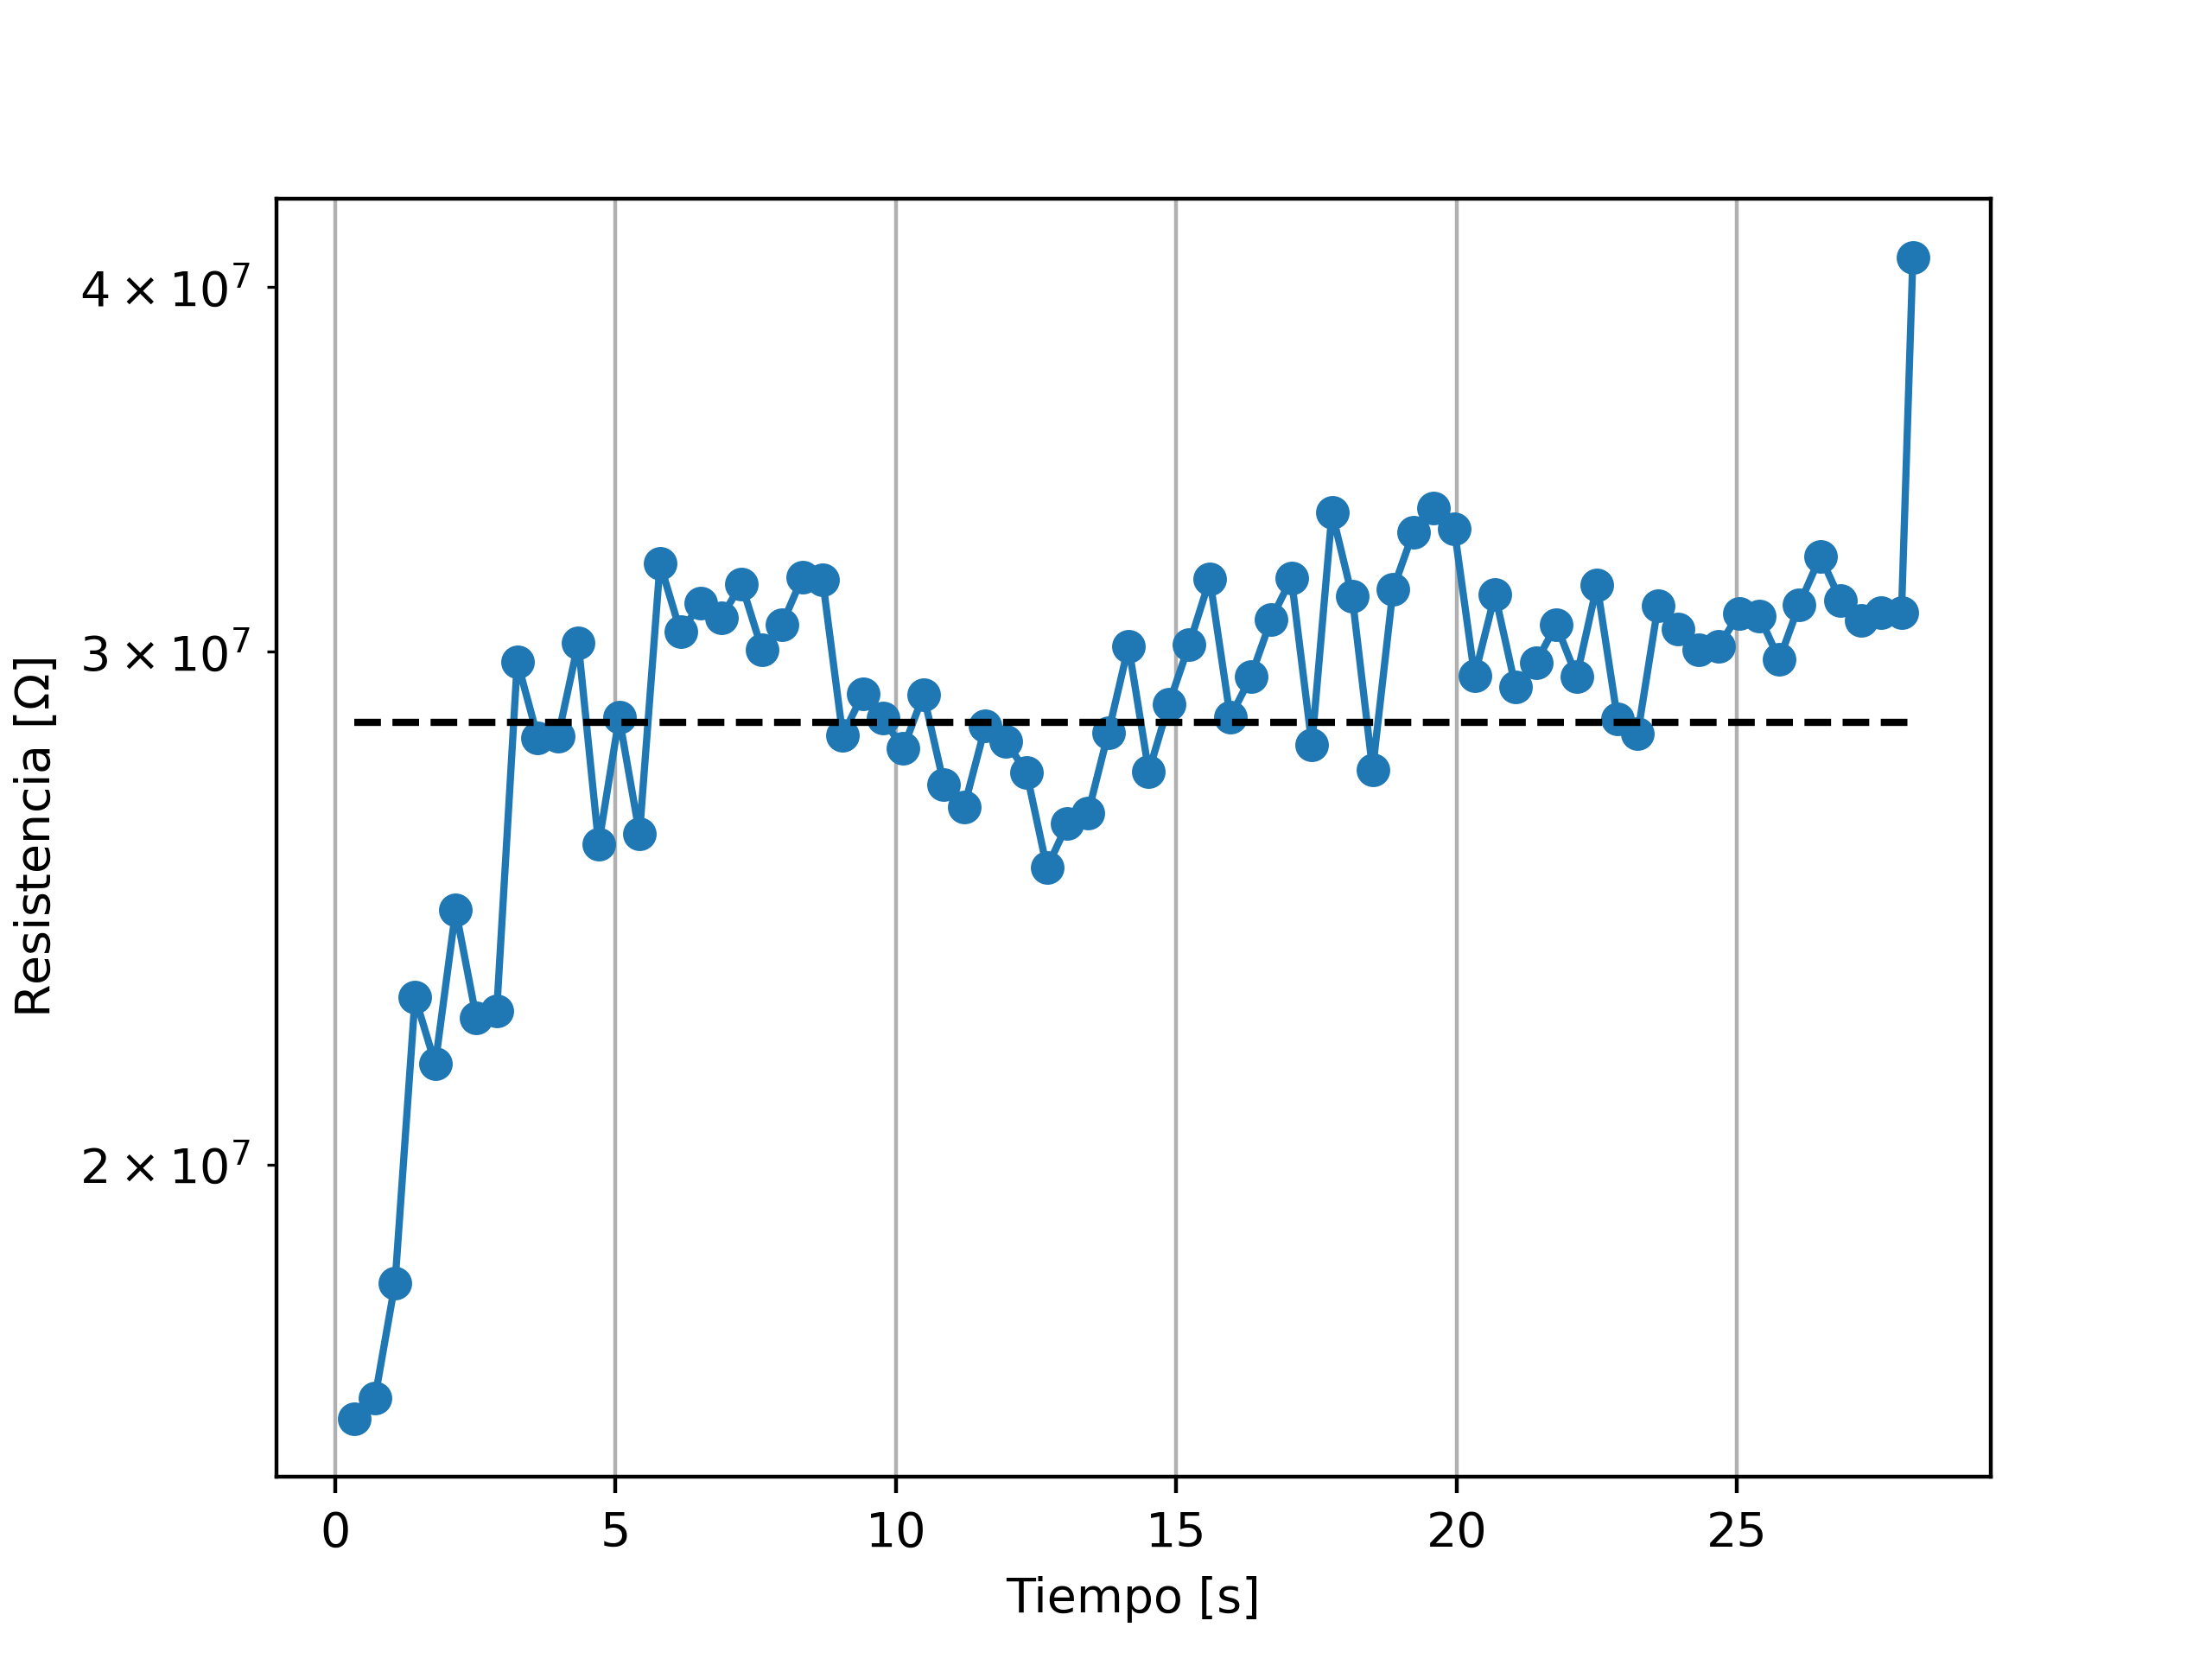 4 × 10⁷
3 × 10⁷
2 × 10⁷
Resistencia [Ω]
0 5 10 15 20 25
Tiempo [s]